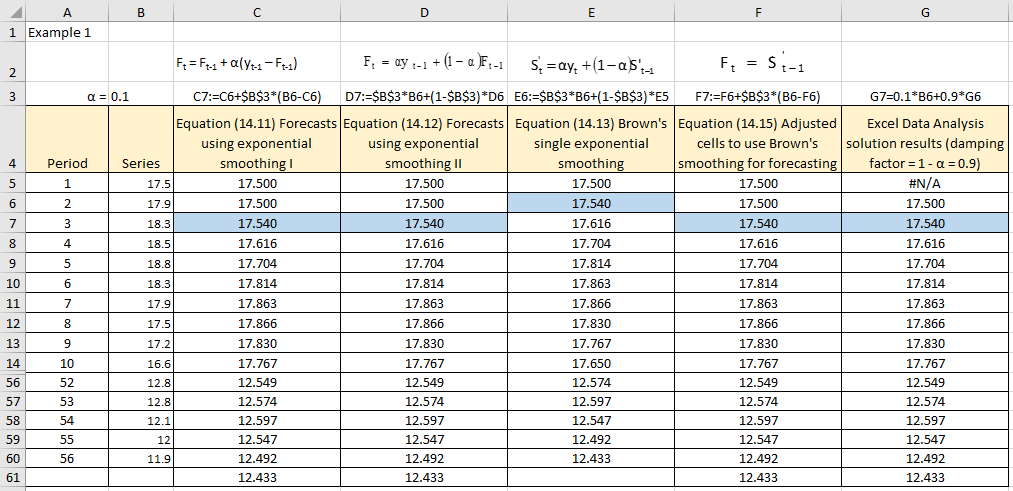 A B C D E F G
1 Example 1
2 Fₜ = Fₜ₋₁ + α(yₜ₋₁ − Fₜ₋₁) Fₜ = αyₜ₋₁ + (1 − α)Fₜ₋₁ S'ₜ = αyₜ + (1−α)S'ₜ₋₁ Fₜ = S'ₜ₋₁
3 α = 0.1 C7:=C6+$B$3*(B6-C6) D7:=$B$3*B6+(1-$B$3)*D6 E6:=$B$3*B6+(1-$B$3)*E5 F7:=F6+$B$3*(B6-F6) G7=0.1*B6+0.9*G6
Equation (14.11) Forecasts Equation (14.12) Forecasts Equation (14.13) Brown's Equation (14.15) Adjusted Excel Data Analysis
using exponential using exponential single exponential cells to use Brown's solution results (damping
4 Period Series smoothing I smoothing II smoothing smoothing for forecasting factor = 1 - α = 0.9)
5 1 17.5 17.500 17.500 17.500 17.500 #N/A
6 2 17.9 17.500 17.500 17.540 17.500 17.500
7 3 18.3 17.540 17.540 17.616 17.540 17.540
8 4 18.5 17.616 17.616 17.704 17.616 17.616
9 5 18.8 17.704 17.704 17.814 17.704 17.704
10 6 18.3 17.814 17.814 17.863 17.814 17.814
11 7 17.9 17.863 17.863 17.866 17.863 17.863
12 8 17.5 17.866 17.866 17.830 17.866 17.866
13 9 17.2 17.830 17.830 17.767 17.830 17.830
14 10 16.6 17.767 17.767 17.650 17.767 17.767
56 52 12.8 12.549 12.549 12.574 12.549 12.549
57 53 12.8 12.574 12.574 12.597 12.574 12.574
58 54 12.1 12.597 12.597 12.547 12.597 12.597
59 55 12 12.547 12.547 12.492 12.547 12.547
60 56 11.9 12.492 12.492 12.433 12.492 12.492
61 12.433 12.433 12.433 12.433